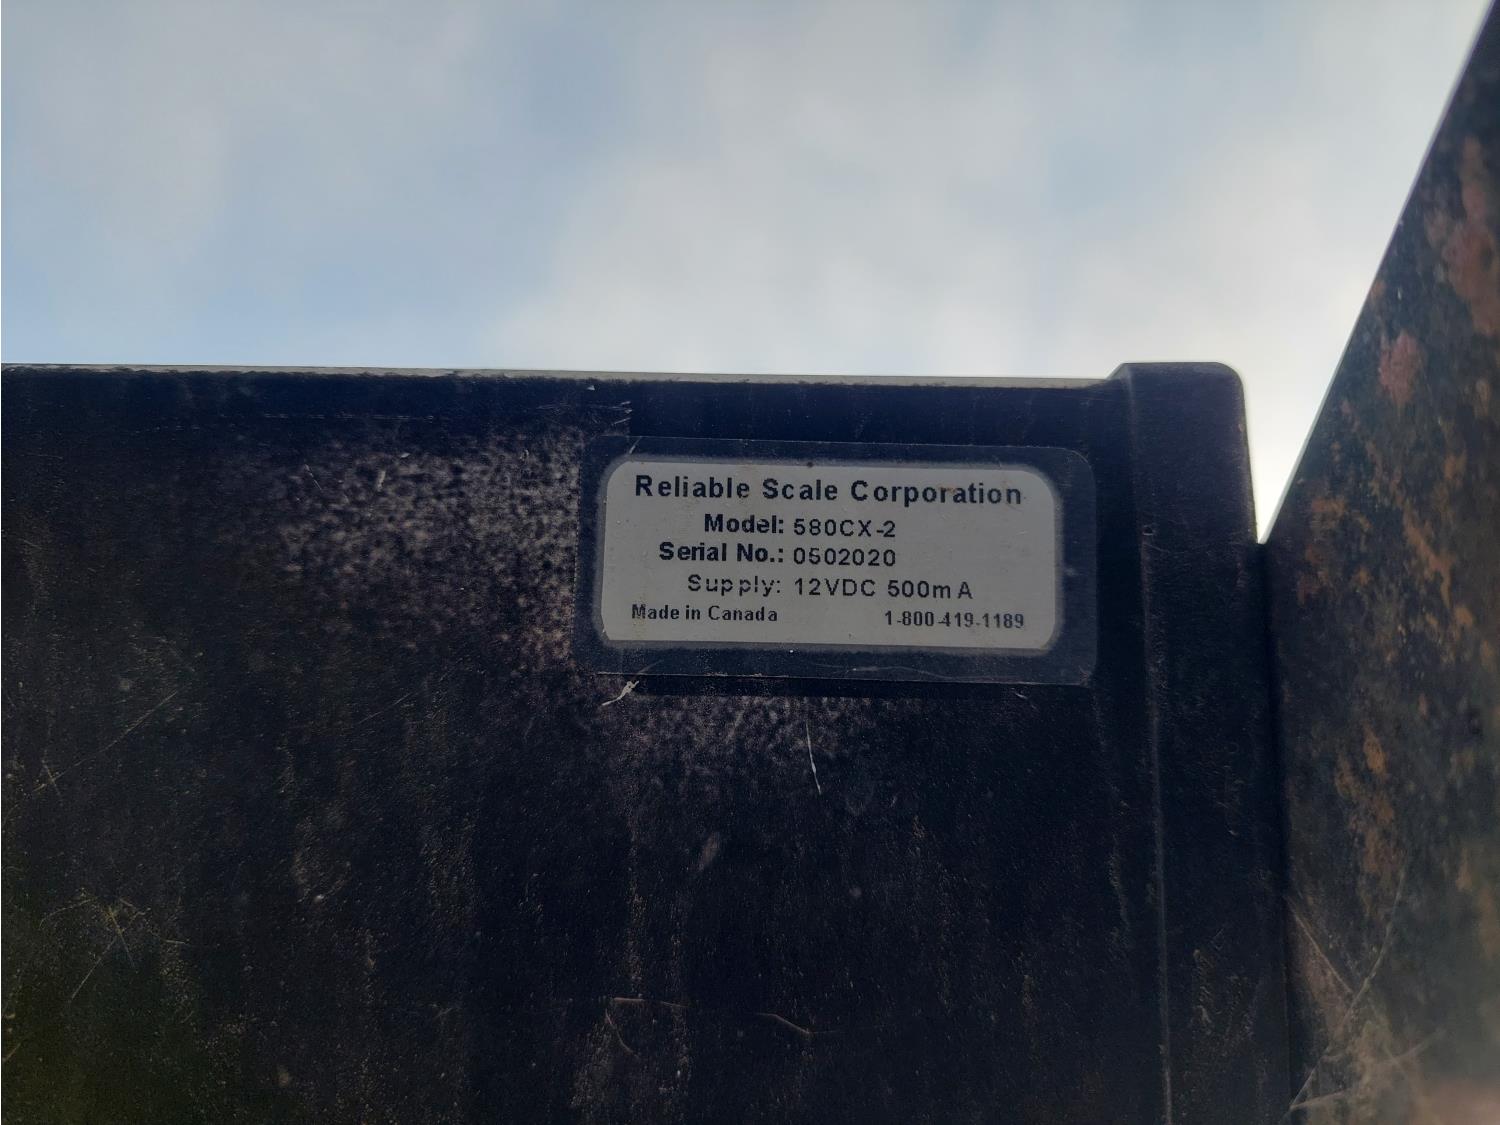 Reliable Scale Corporation
Model: 580CX-2
Serial No.: 0502020
Supply: 12VDC 500mA
Made in Canada 1-800-419-1189